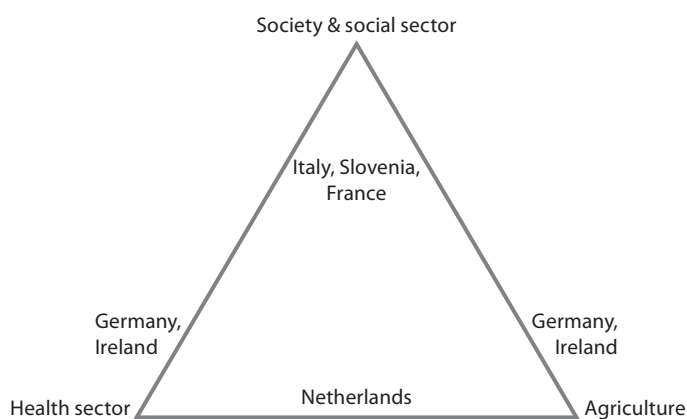 Society & social sector
Italy, Slovenia,
France
Germany,
Ireland
Germany,
Ireland
Health sector
Netherlands
Agriculture